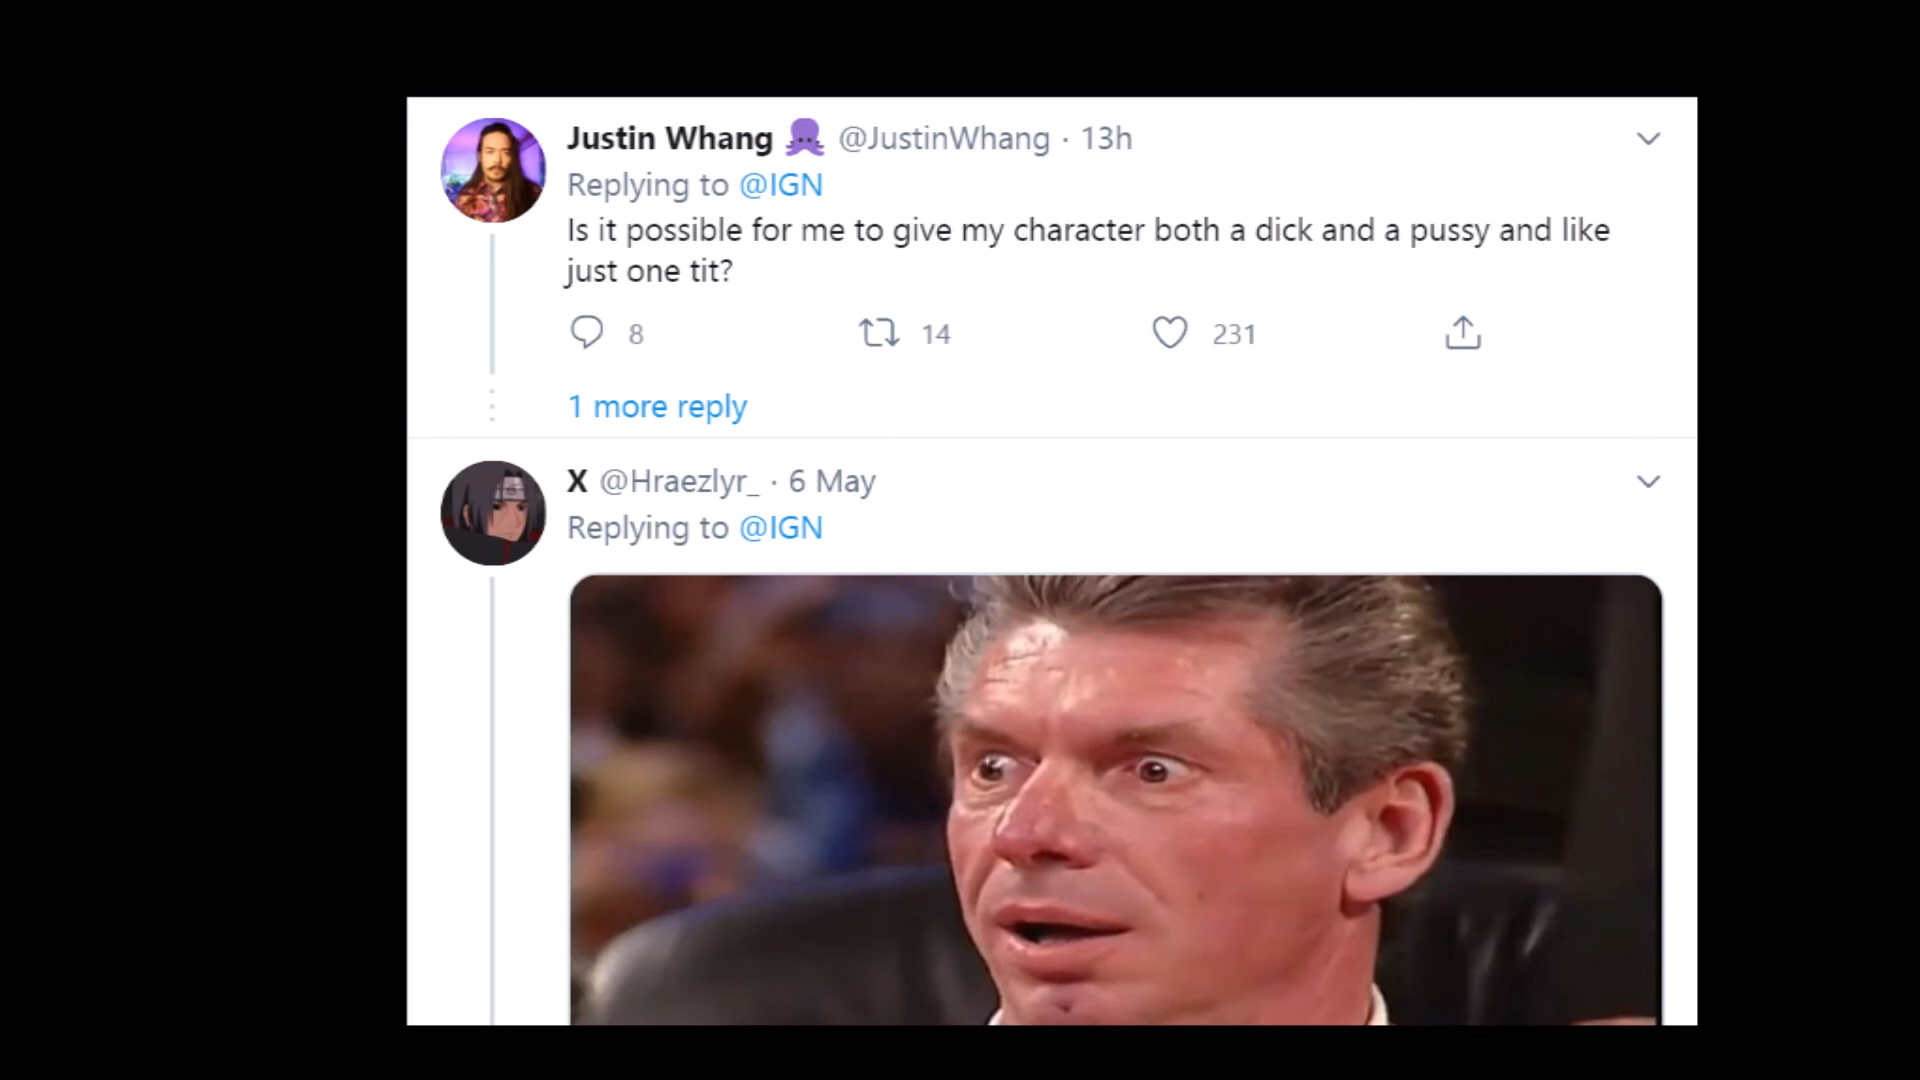 Justin Whang 🐙 @JustinWhang · 13h
Replying to @IGN
Is it possible for me to give my character both a dick and a pussy and like
just one tit?
8 14 231
1 more reply
X @Hraezlyr_ · 6 May
Replying to @IGN